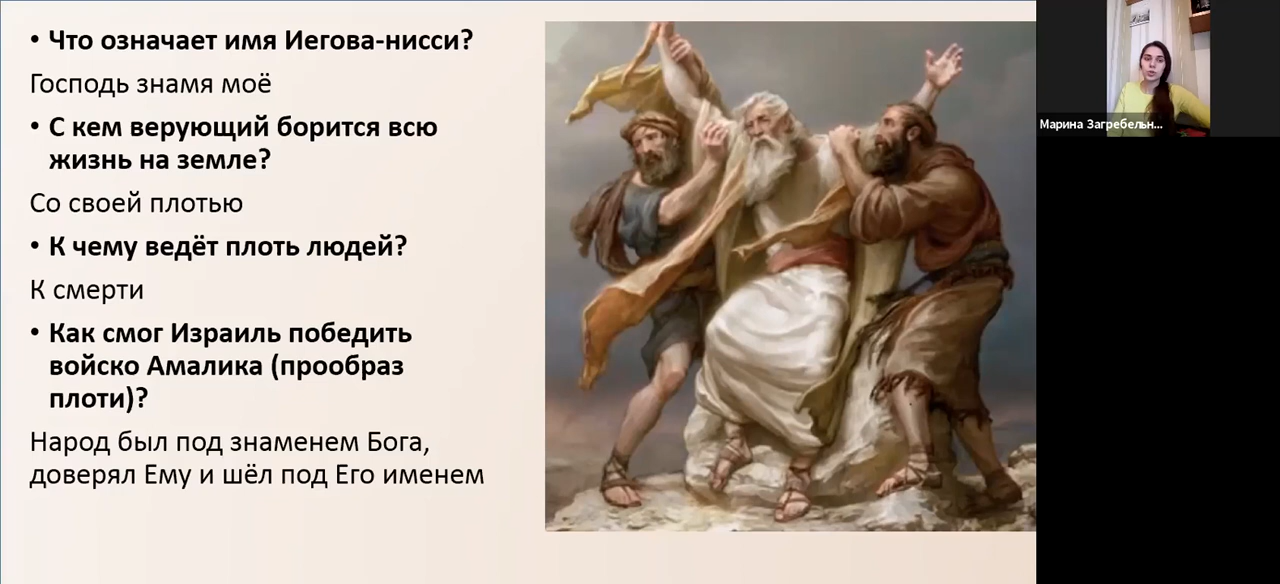 • Что означает имя Иегова-нисси?
Господь знамя моё
• С кем верующий борится всю
жизнь на земле?
Со своей плотью
• К чему ведёт плоть людей?
К смерти
• Как смог Израиль победить
войско Амалика (прообраз
плоти)?
Народ был под знаменем Бога,
доверял Ему и шёл под Его именем
Марина Загребельн...